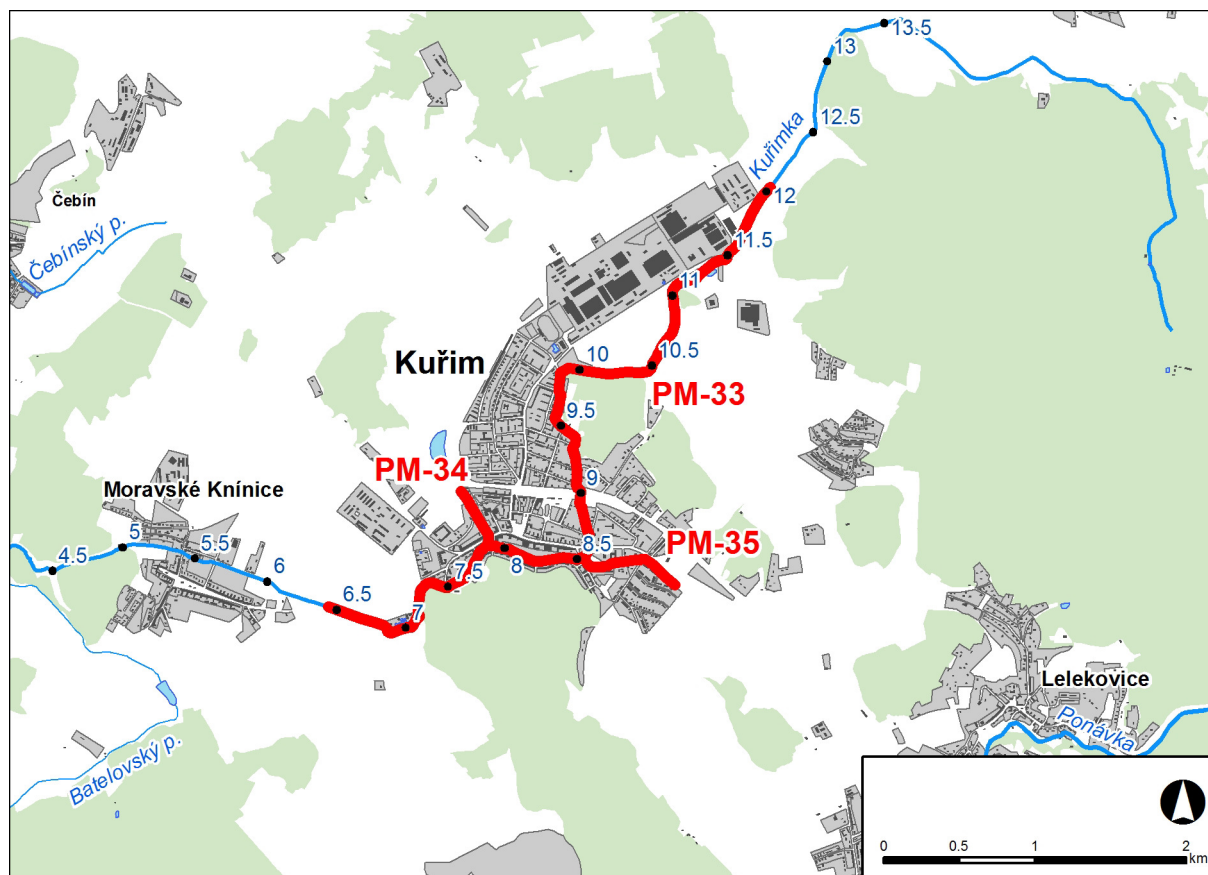 13.5
13
12.5
Kuřimka
12
Čebín
Čebínský p.
11.5
11
10.5
10
Kuřim
PM-33
9.5
PM-34
9
Moravské Knínice
PM-35
8.5
8
7.5
5
5.5
4.5
6
6.5
7
Lelekovice
Ponávka
Batelovský p.
0 0.5 1 2
km